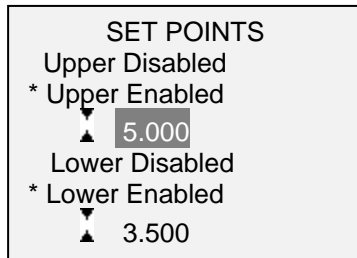 SET POINTS
Upper Disabled
* Upper Enabled
5.000
Lower Disabled
* Lower Enabled
3.500